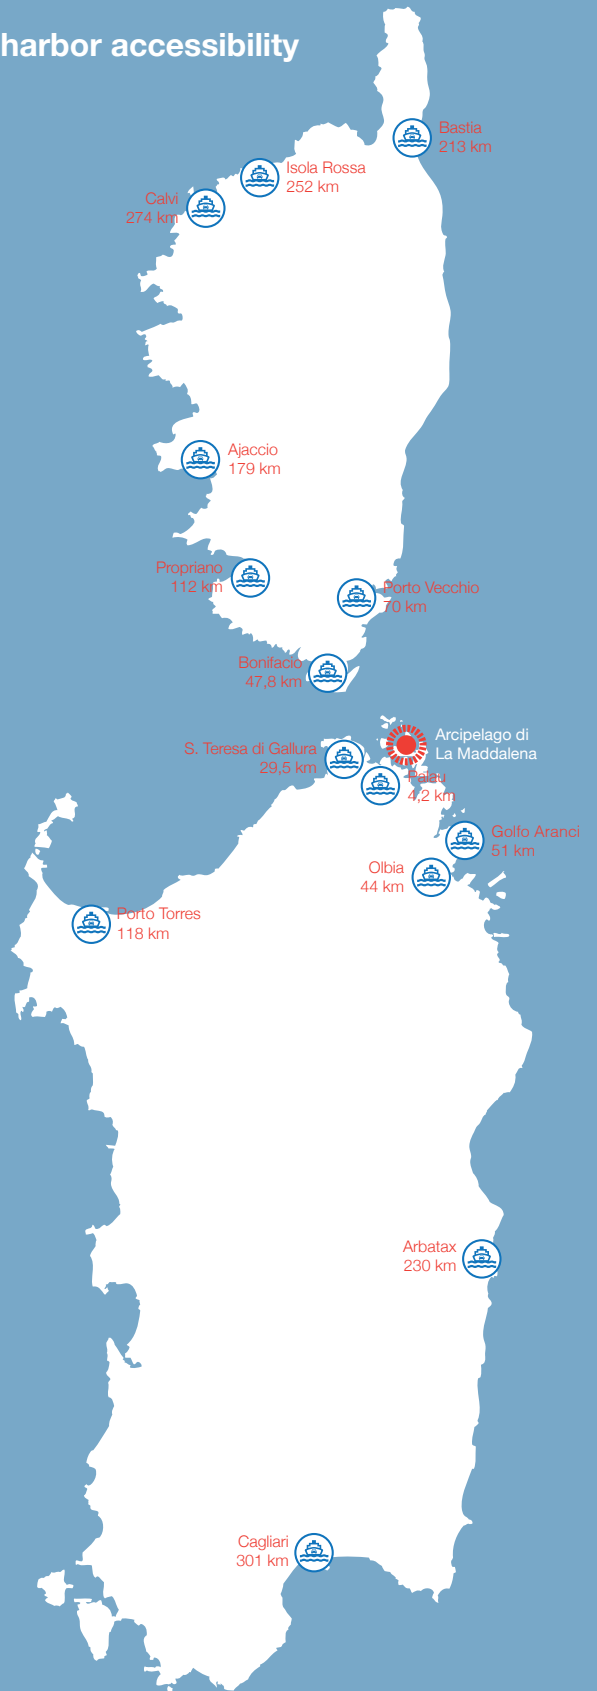 harbor accessibility
Bastia
213 km
Isola Rossa
252 km
Calvi
274 km
Ajaccio
179 km
Propriano
112 km
Porto Vecchio
70 km
Bonifacio
47,8 km
Arcipelago di
La Maddalena
S. Teresa di Gallura
29,5 km
Palau
4,2 km
Golfo Aranci
51 km
Olbia
44 km
Porto Torres
118 km
Arbatax
230 km
Cagliari
301 km